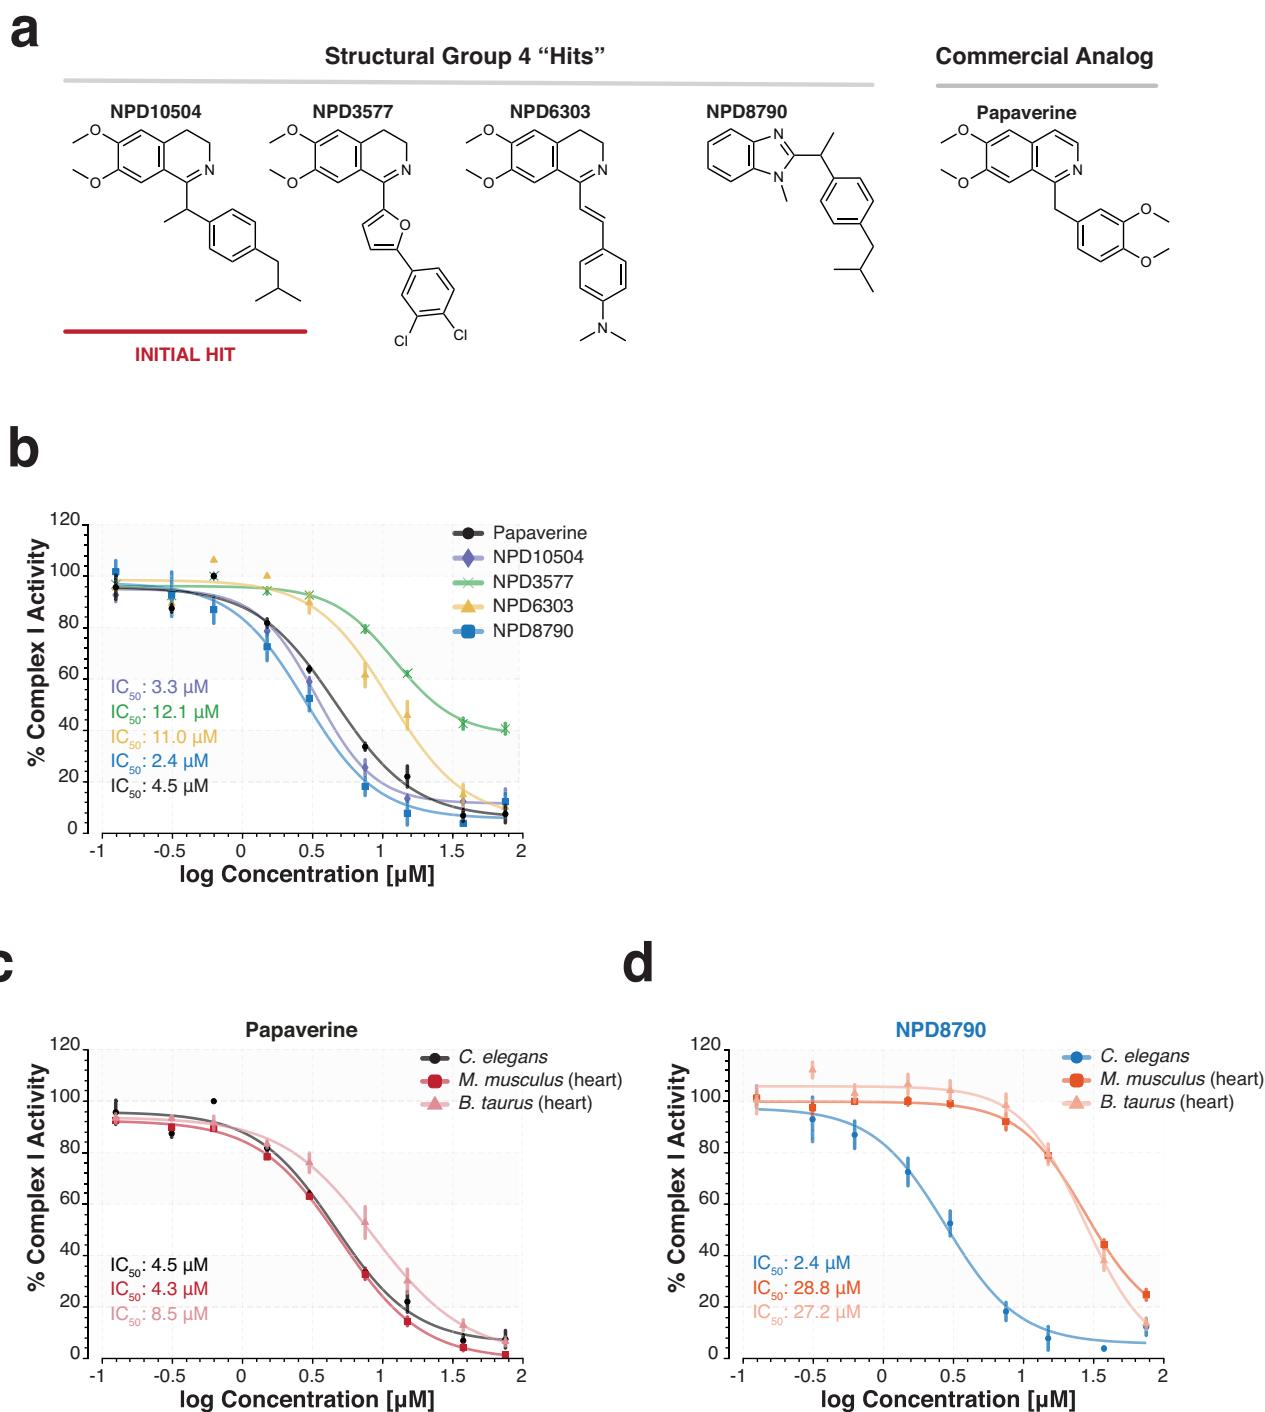 a
Structural Group 4 “Hits”
Commercial Analog
NPD10504
NPD3577
NPD6303
NPD8790
Papaverine
O
O
N
O
O
N
O
Cl
Cl
O
O
N
N
N
N
O
O
N
O
O
INITIAL HIT
b
% Complex I Activity
120
100
80
60
40
20
0
Papaverine
NPD10504
NPD3577
NPD6303
NPD8790
IC50: 3.3 µM
IC50: 12.1 µM
IC50: 11.0 µM
IC50: 2.4 µM
IC50: 4.5 µM
-1 -0.5 0 0.5 1 1.5 2
log Concentration [µM]
c
Papaverine
% Complex I Activity
120
100
80
60
40
20
0
C. elegans
M. musculus (heart)
B. taurus (heart)
IC50: 4.5 µM
IC50: 4.3 µM
IC50: 8.5 µM
-1 -0.5 0 0.5 1 1.5 2
log Concentration [µM]
d
NPD8790
% Complex I Activity
120
100
80
60
40
20
0
C. elegans
M. musculus (heart)
B. taurus (heart)
IC50: 2.4 µM
IC50: 28.8 µM
IC50: 27.2 µM
-1 -0.5 0 0.5 1 1.5 2
log Concentration [µM]